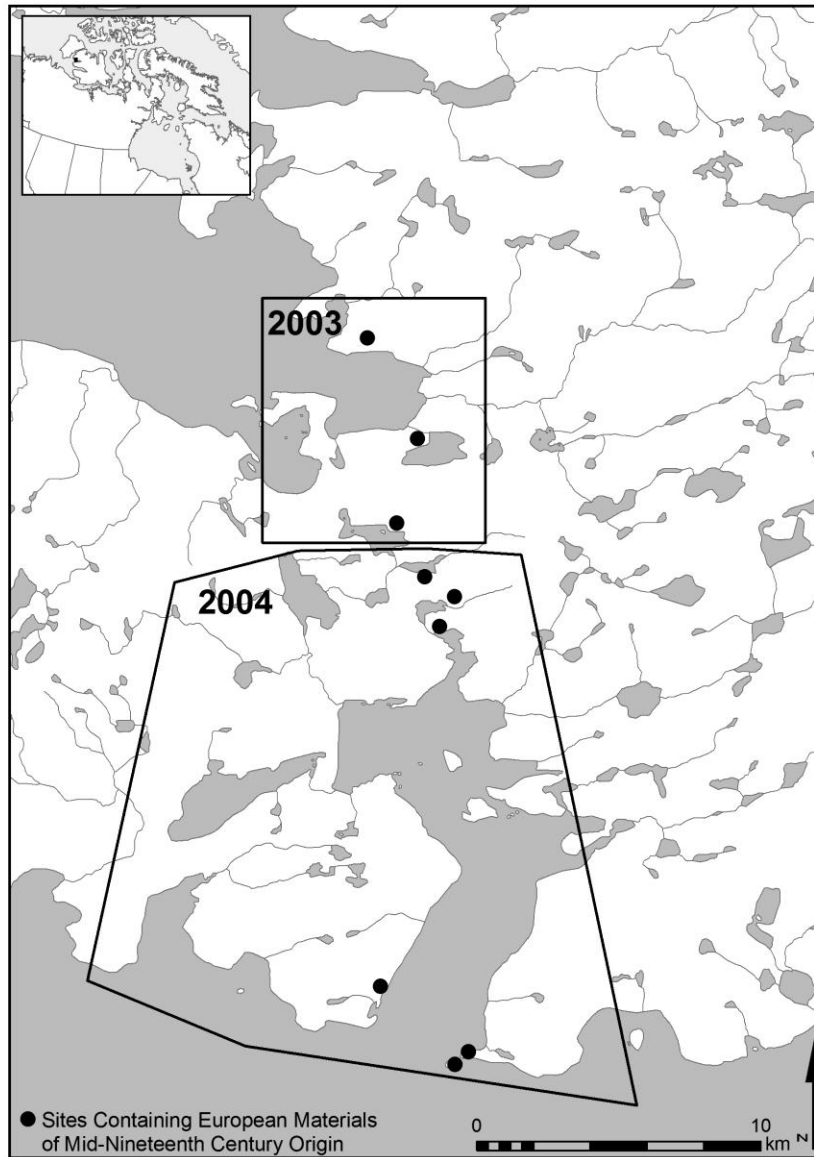 2003
2004
Sites Containing European Materials
of Mid-Nineteenth Century Origin
0 10
km
N